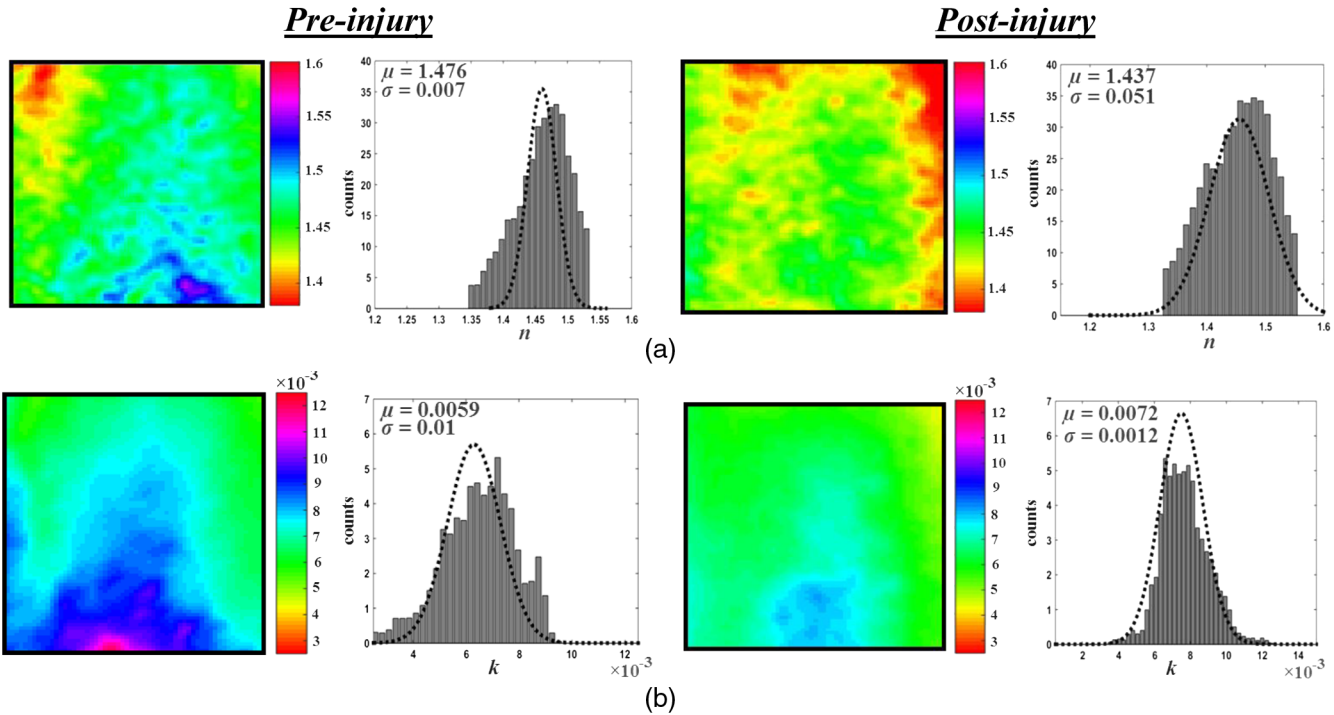 Pre-injury
Post-injury
1.6
1.55
1.5
1.45
1.4
counts
40
35
30
25
20
15
10
5
0
μ = 1.476
σ = 0.007
1.2 1.25 1.3 1.35 1.4 1.45 1.5 1.55 1.6
n
1.6
1.55
1.5
1.45
1.4
counts
40
35
30
25
20
15
10
5
0
μ = 1.437
σ = 0.051
1.2 1.3 1.4 1.5 1.6
n
(a)
×10⁻³
12
11
10
9
8
7
6
5
4
3
counts
7
6
5
4
3
2
1
0
μ = 0.0059
σ = 0.01
4 6 8 10 12
k
×10⁻³
×10⁻³
12
11
10
9
8
7
6
5
4
3
counts
7
6
5
4
3
2
1
0
μ = 0.0072
σ = 0.0012
2 4 6 8 10 12 14
k
×10⁻³
(b)